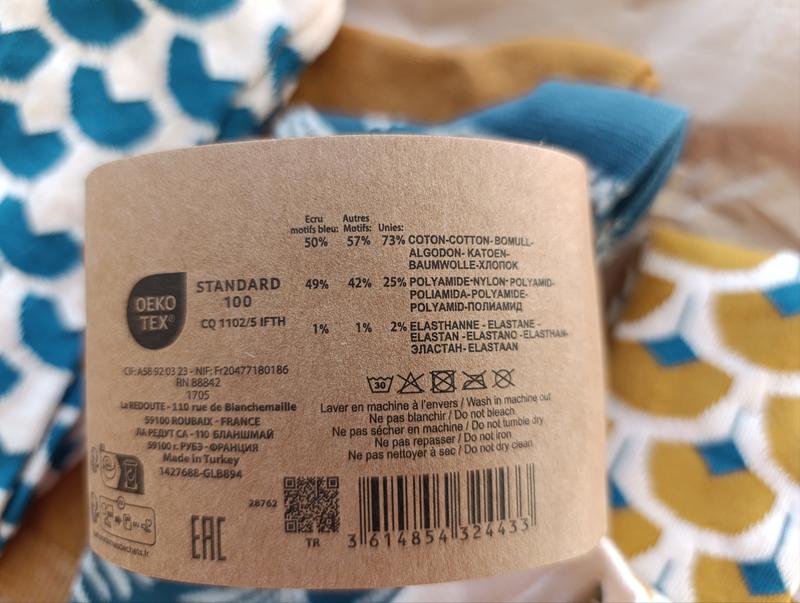 Ecru motifs bleu: Autres Motifs: Unies:
50% 57% 73% COTON-COTTON-BOMULL-
ALGODON- KATOEN-
BAUMWOLLE-ХЛОПОК
49% 42% 25% POLYAMIDE-NYLON-POLYAMID-
POLIAMIDA-POLYAMIDE-
POLYAMID-ПОЛИАМИД
1% 1% 2% ELASTHANNE - ELASTANE -
ELASTAN - ELASTANO - ELASTHAN-
ЭЛАСТАН - ELASTAAN
OEKO
TEX®
STANDARD
100
CQ 1102/5 IFTH
CIF: A58 92 03 23 - NIF: Fr20477180186
RN 88842
1705
La REDOUTE - 110 rue de Blanchemaille
59100 ROUBAIX - FRANCE
ЛА РЕДУТ СА - 110 БЛАНШМАЙ
59100 г. РУБЭ - ФРАНЦИЯ
Made in Turkey
1427688-GLB894
30
Laver en machine à l'envers / Wash in machine out
Ne pas blanchir / Do not bleach
Ne pas sécher en machine / Do not tumble dry
Ne pas repasser / Do not iron
Ne pas nettoyer à sec / Do not dry clean
28762
TR
EAC
3 614854 324433